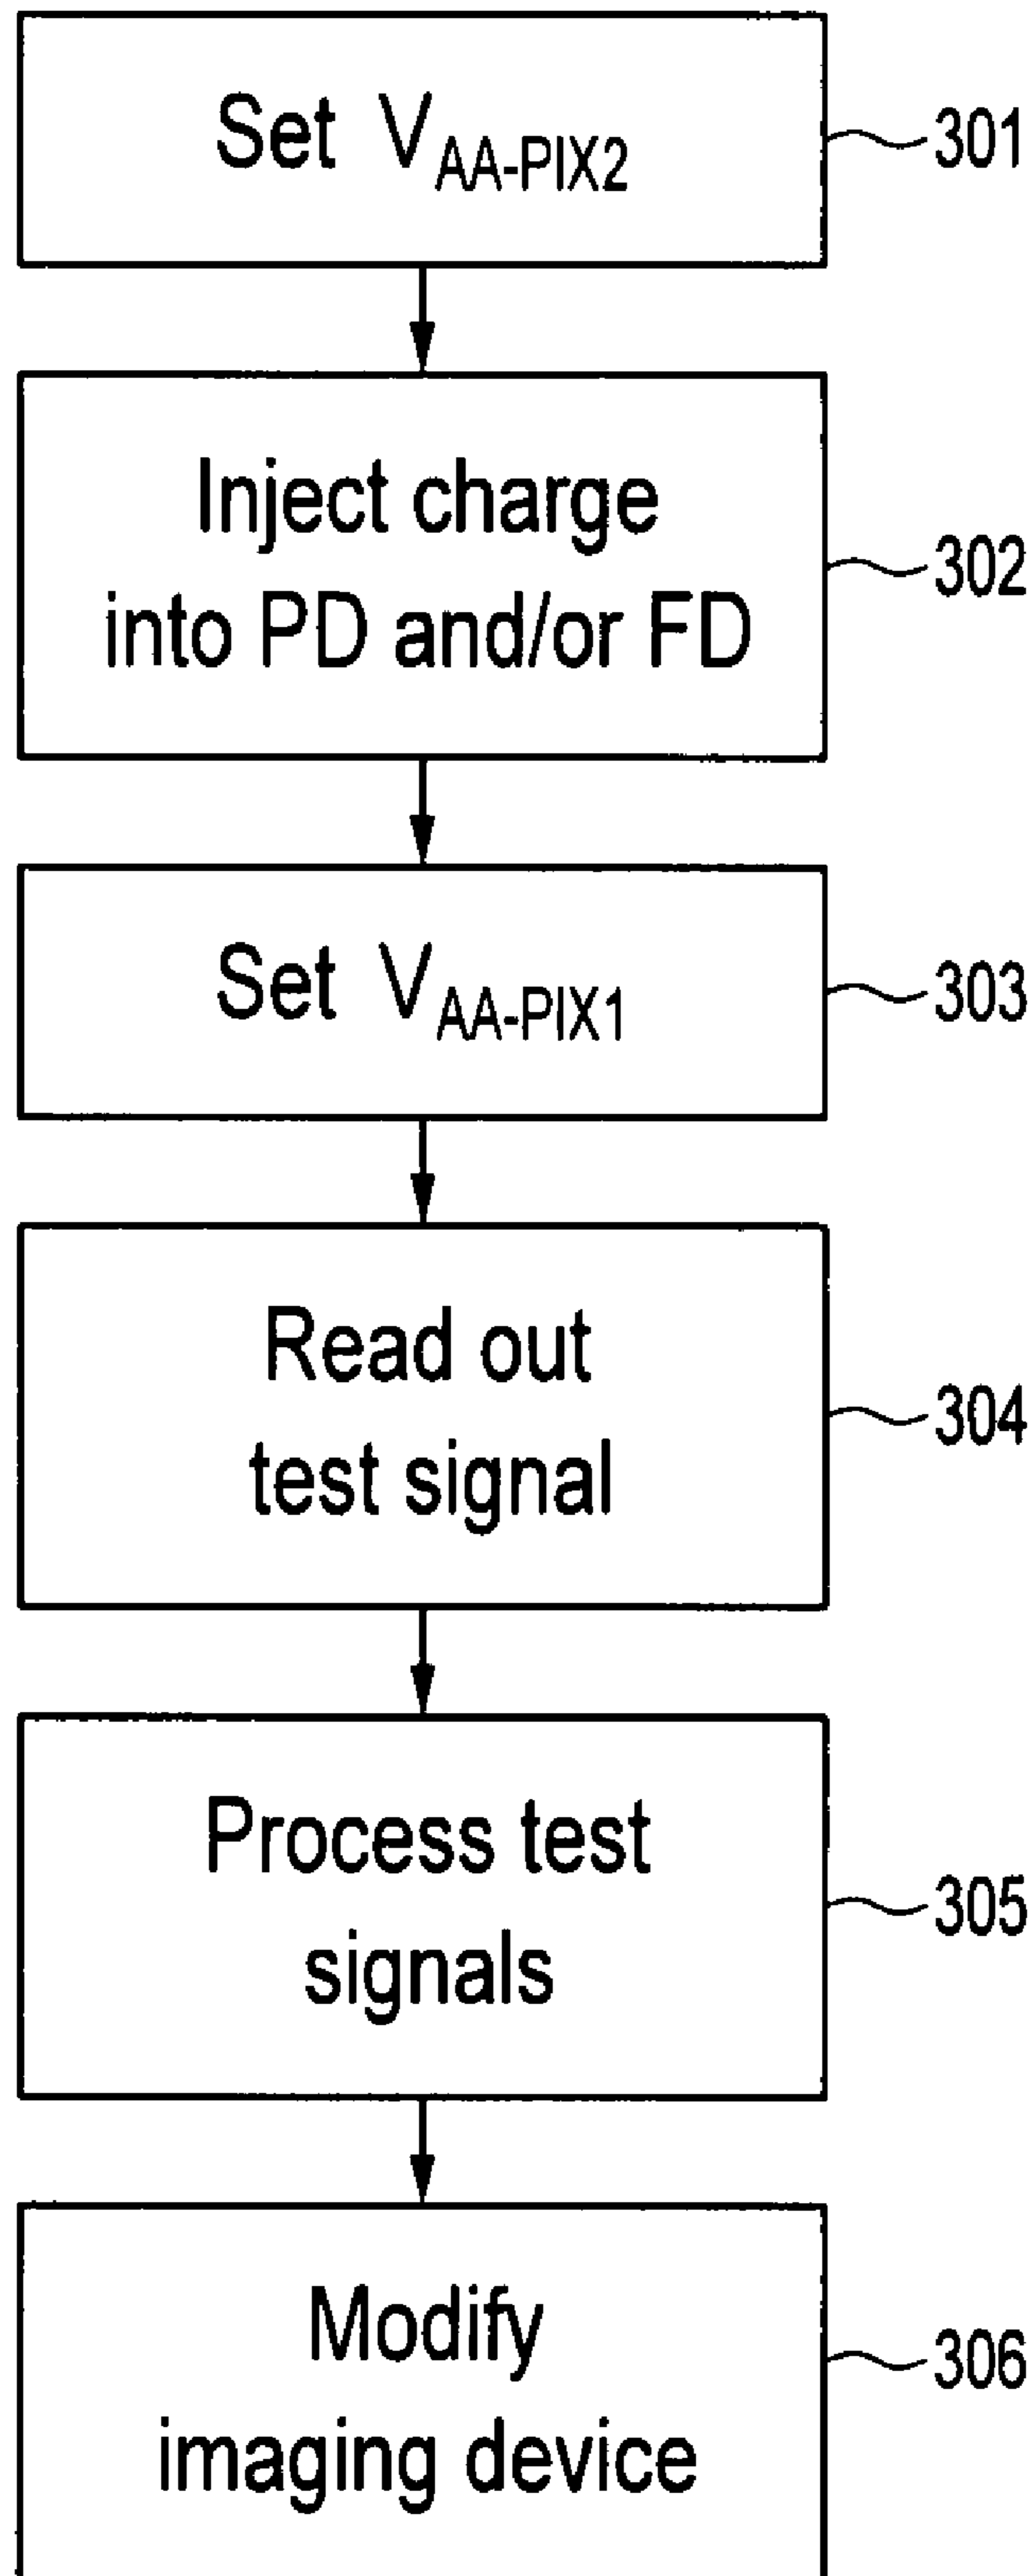 Set V_AA-PIX2
301
Inject charge
into PD and/or FD
302
Set V_AA-PIX1
303
Read out
test signal
304
Process test
signals
305
Modify
imaging device
306